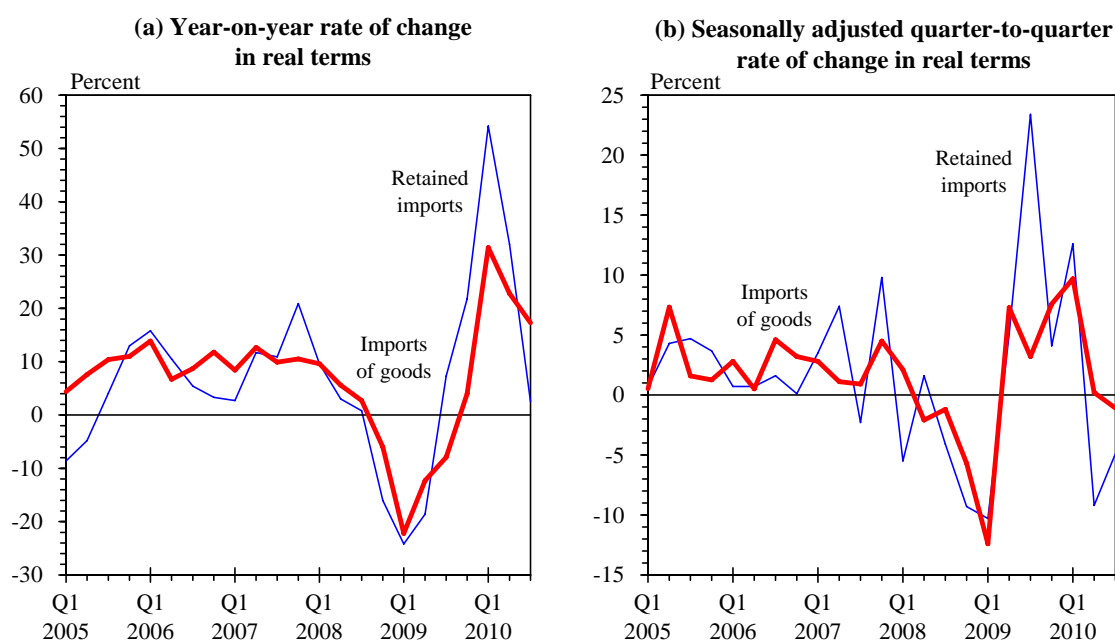 (a) Year-on-year rate of change
in real terms
Percent
60
50
40
30
20
10
0
-10
-20
-30
Retained
imports
Imports
of goods
Q1
2005
Q1
2006
Q1
2007
Q1
2008
Q1
2009
Q1
2010
(b) Seasonally adjusted quarter-to-quarter
rate of change in real terms
Percent
25
20
15
10
5
0
-5
-10
-15
Retained
imports
Imports
of goods
Q1
2005
Q1
2006
Q1
2007
Q1
2008
Q1
2009
Q1
2010